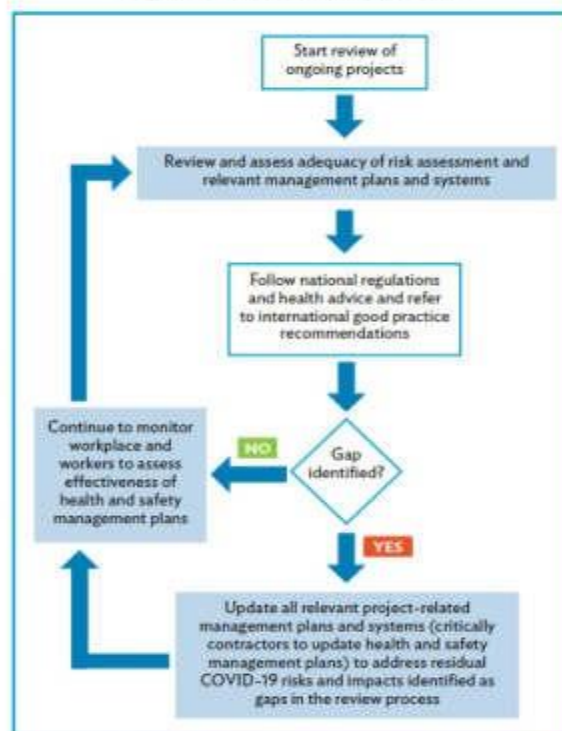 Start review of
ongoing projects
Review and assess adequacy of risk assessment and
relevant management plans and systems
Follow national regulations
and health advice and refer
to international good practice
recommendations
Continue to monitor
workplace and
workers to assess
effectiveness of
health and safety
management plans
NO
Gap
identified?
YES
Update all relevant project-related
management plans and systems (critically
contractors to update health and safety
management plans) to address residual
COVID-19 risks and impacts identified as
gaps in the review process